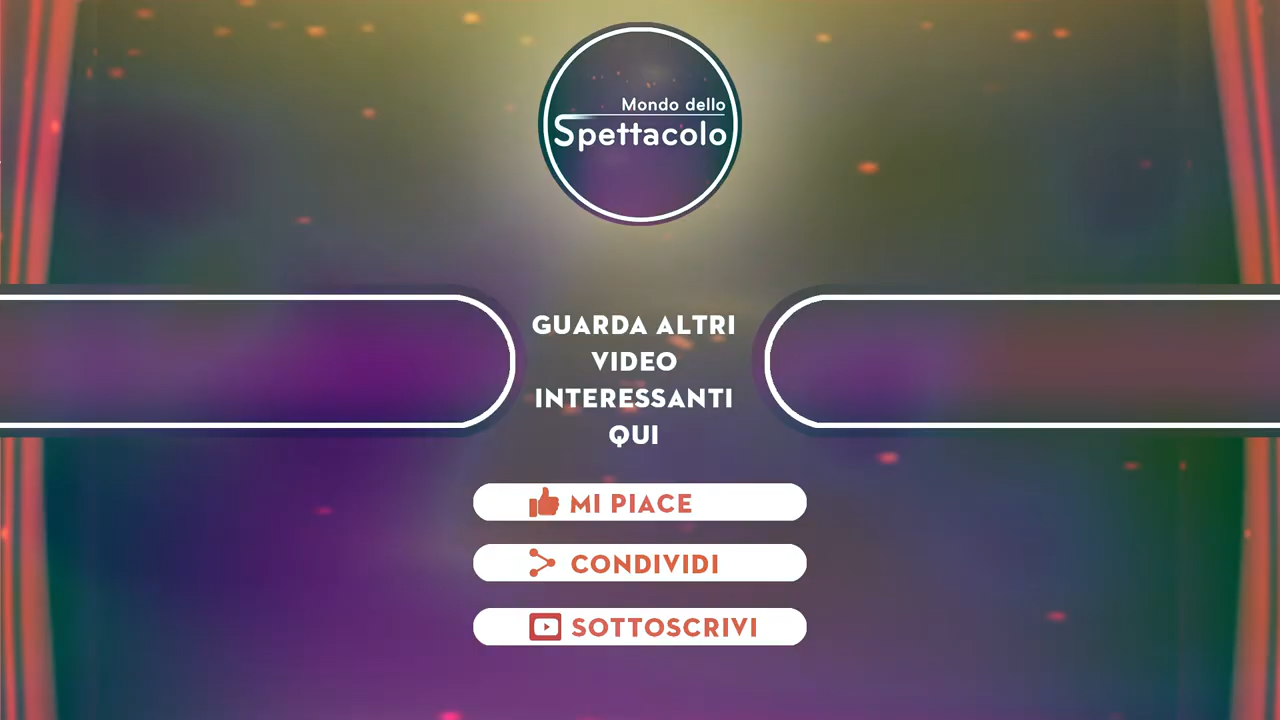 Mondo dello
Spettacolo
GUARDA ALTRI
VIDEO
INTERESSANTI
QUI
MI PIACE
CONDIVIDI
SOTTOSCRIVI